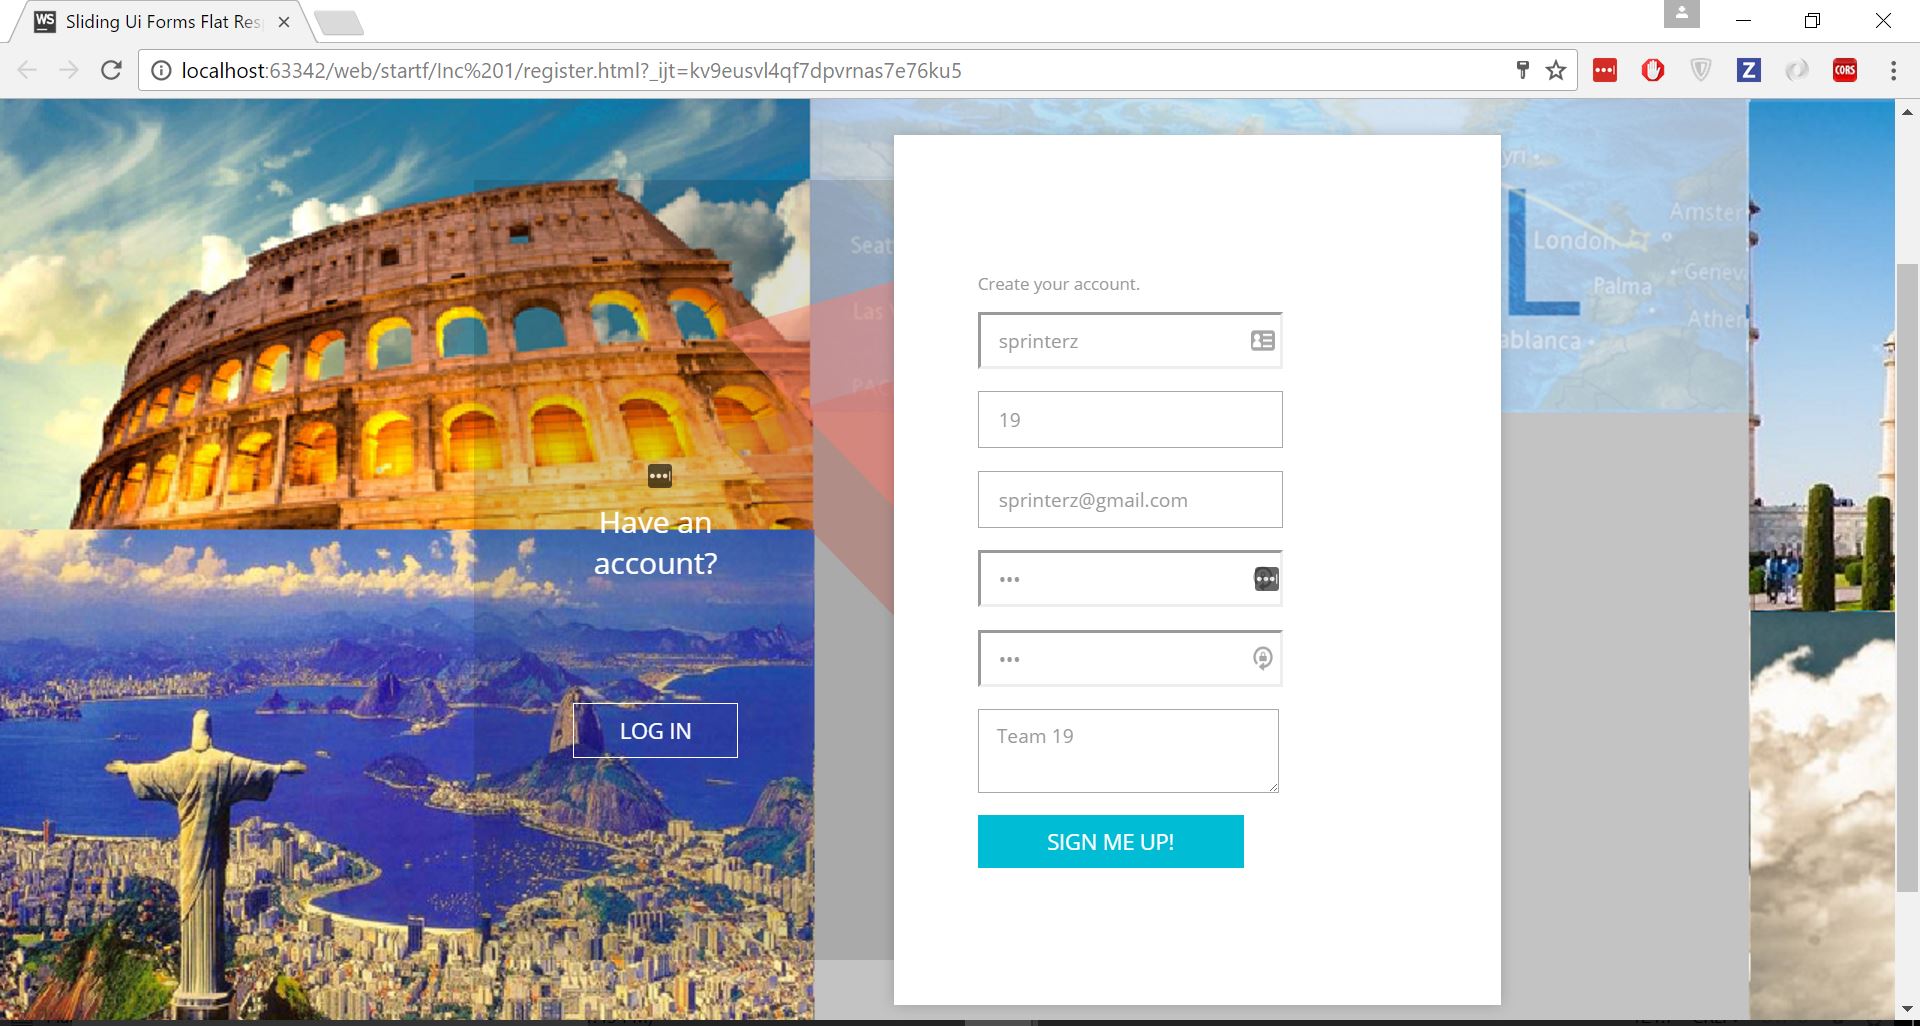 WS Sliding Ui Forms Flat Res
localhost:63342/web/startf/Inc%201/register.html?_ijt=kv9eusvl4qf7dpvrnas7e76ku5
Z
CORS
Seat
Las
PAC
yri
Amster
London
Geneva
Palma
Athen
ablanca
L
Have an
account?
LOG IN
Create your account.
sprinterz
19
sprinterz@gmail.com
•••
•••
Team 19
SIGN ME UP!